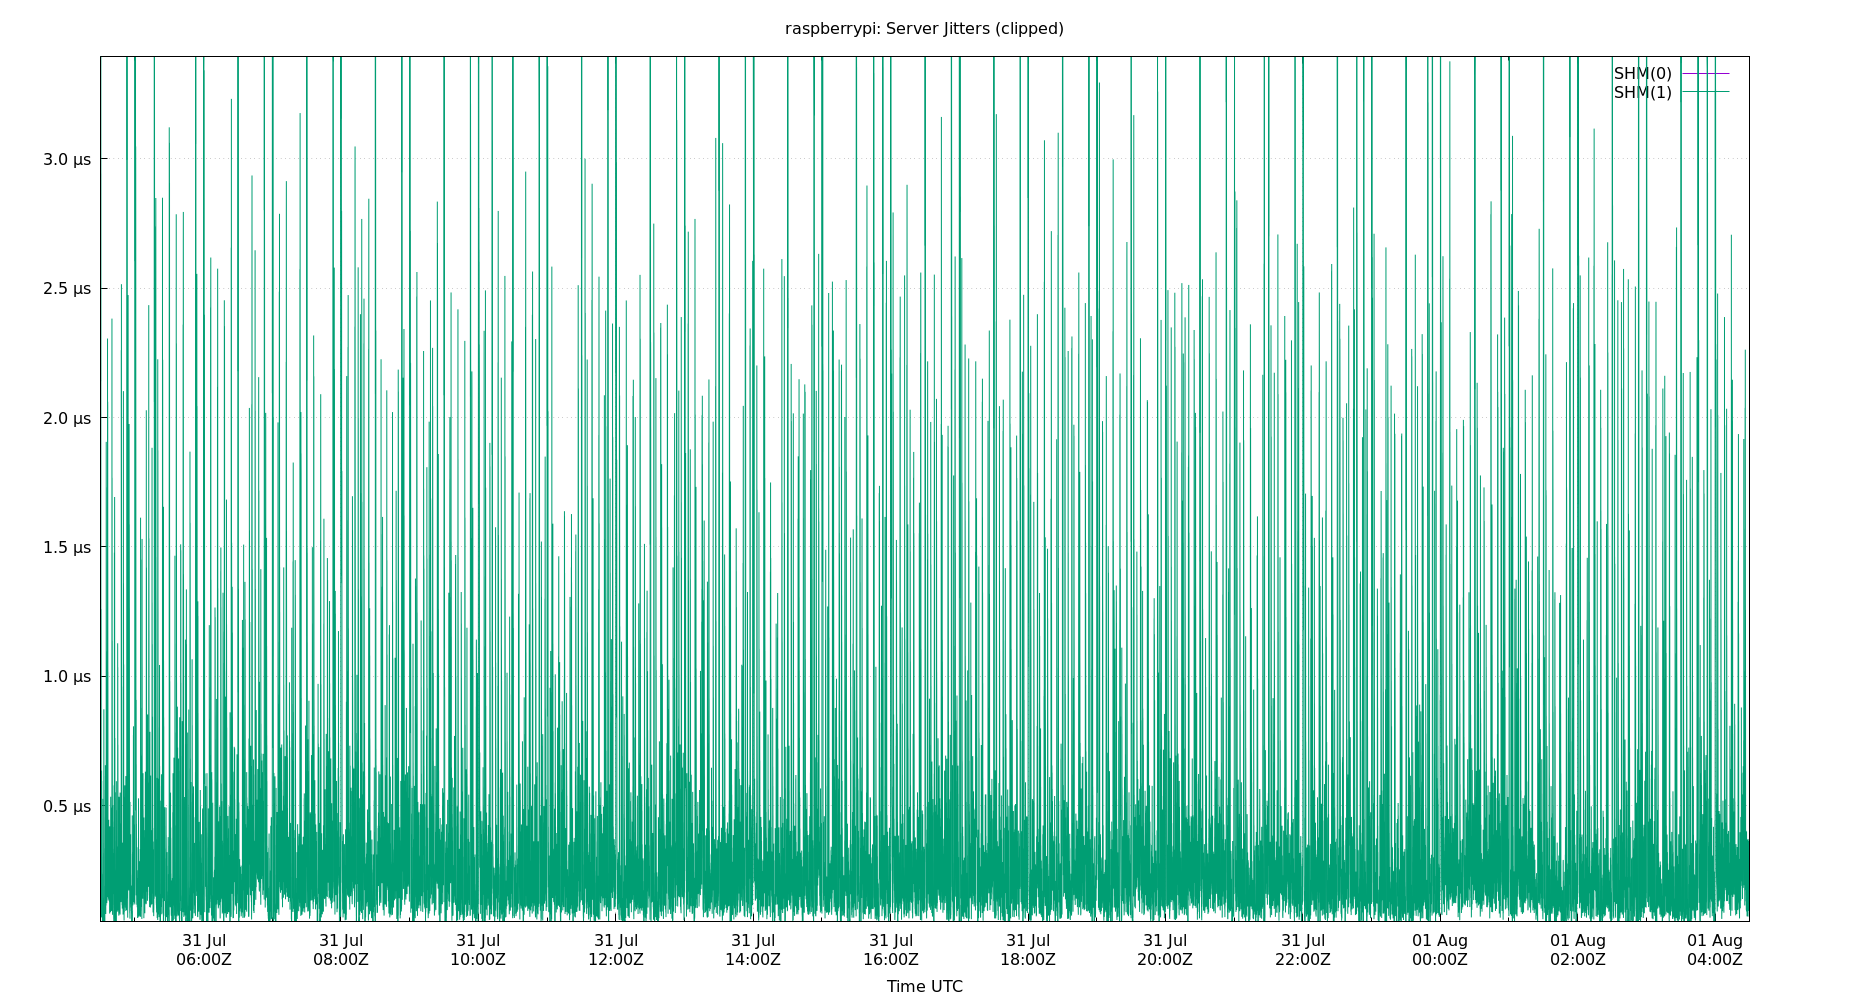 raspberrypi: Server Jitters (clipped)
SHM(0)
SHM(1)
3.0 µs
2.5 µs
2.0 µs
1.5 µs
1.0 µs
0.5 µs
31 Jul 31 Jul 31 Jul 31 Jul 31 Jul 31 Jul 31 Jul 31 Jul 31 Jul 01 Aug 01 Aug 01 Aug
06:00Z 08:00Z 10:00Z 12:00Z 14:00Z 16:00Z 18:00Z 20:00Z 22:00Z 00:00Z 02:00Z 04:00Z
Time UTC